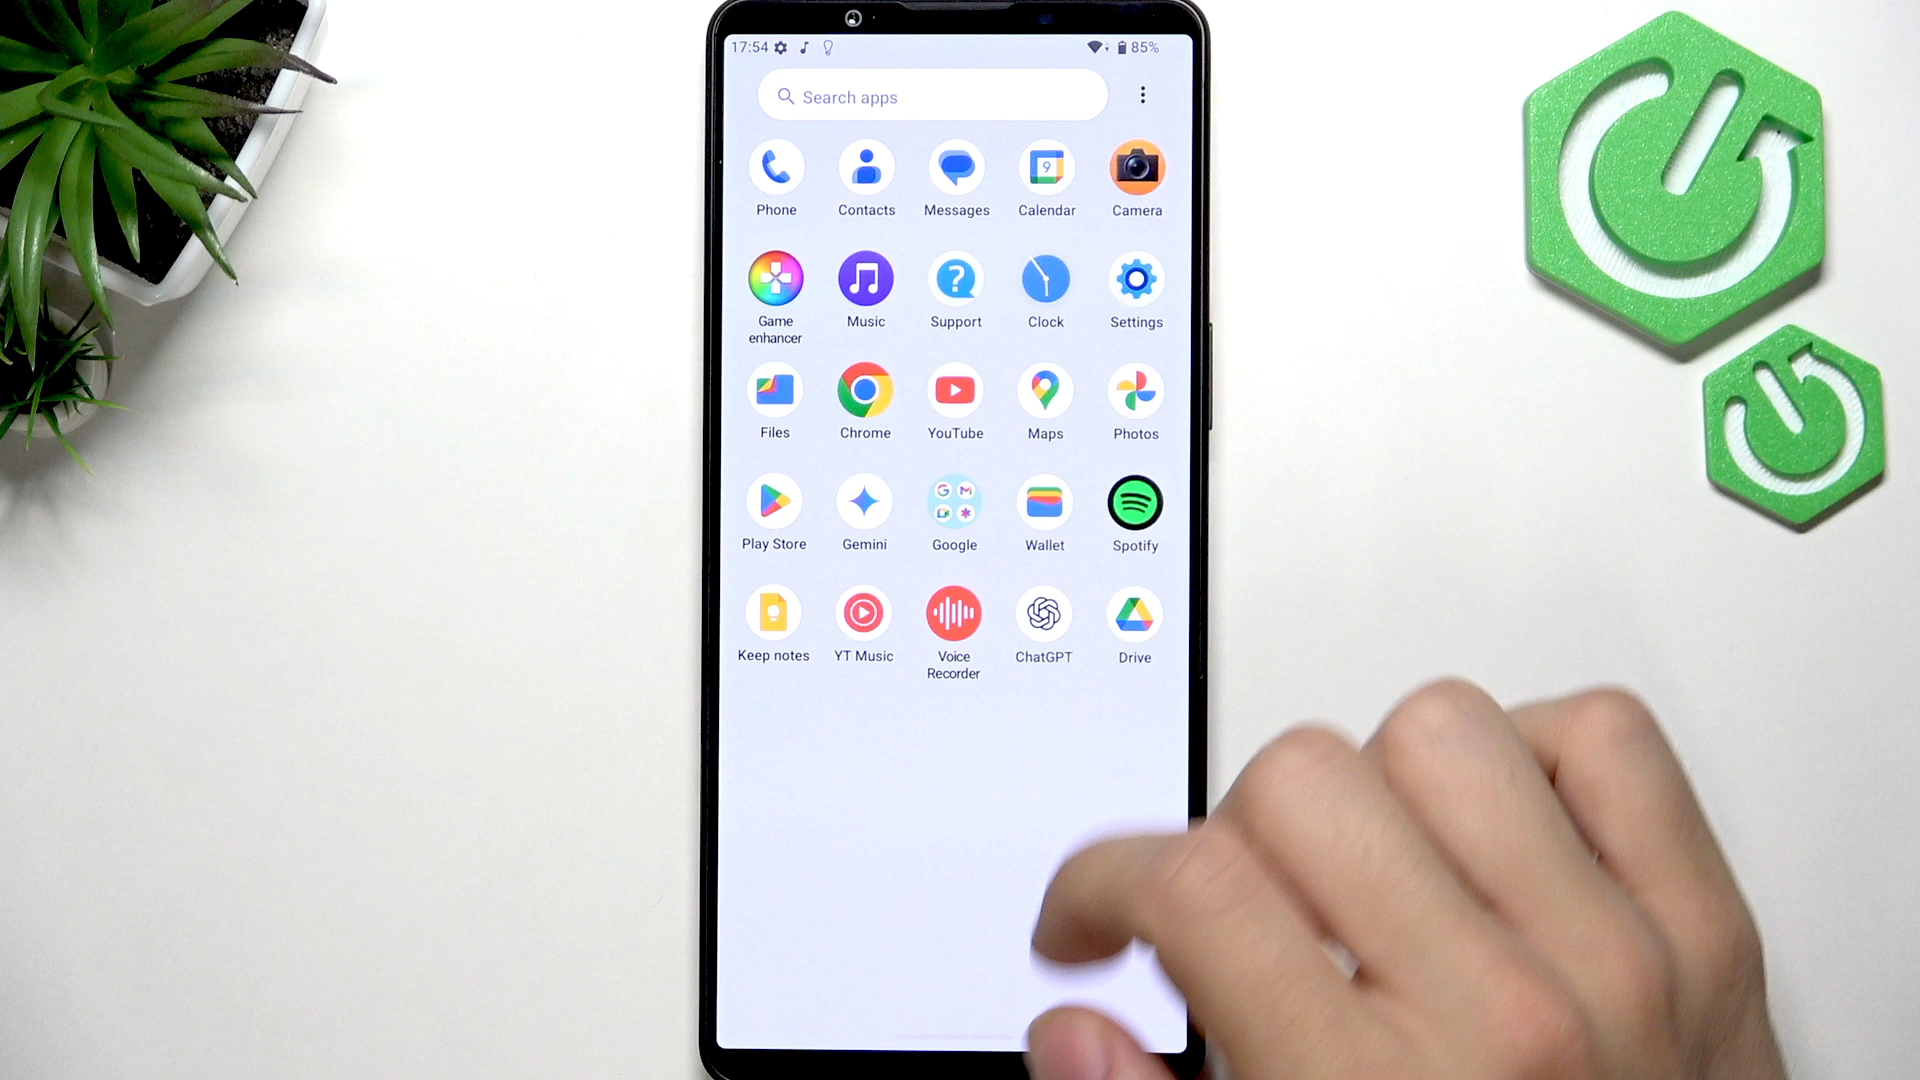 17:54 85%
Search apps
Phone Contacts Messages Calendar Camera
9
Game enhancer Music Support Clock Settings
Files Chrome YouTube Maps Photos
Play Store Gemini Google Wallet Spotify
Keep notes YT Music Voice Recorder ChatGPT Drive